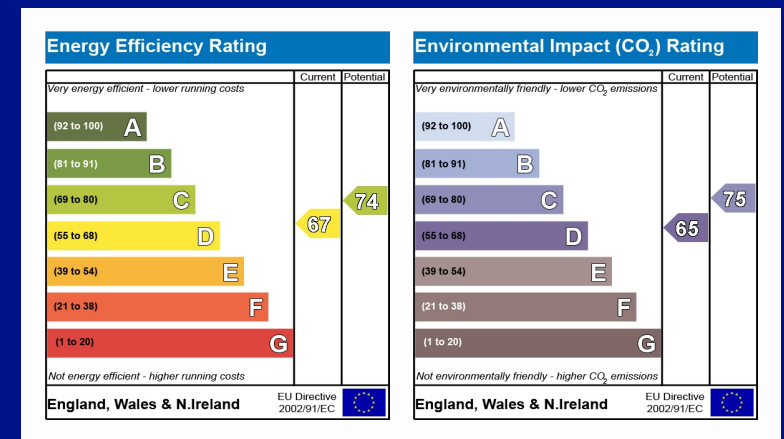 Energy Efficiency Rating
Current Potential
Very energy efficient - lower running costs
(92 to 100) A
(81 to 91) B
(69 to 80) C
74
(55 to 68) D
67
(39 to 54) E
(21 to 38) F
(1 to 20) G
Not energy efficient - higher running costs
England, Wales & N.Ireland
EU Directive
2002/91/EC
Environmental Impact (CO₂) Rating
Current Potential
Very environmentally friendly - lower CO₂ emissions
(92 to 100) A
(81 to 91) B
(69 to 80) C
75
(55 to 68) D
65
(39 to 54) E
(21 to 38) F
(1 to 20) G
Not environmentally friendly - higher CO₂ emissions
England, Wales & N.Ireland
EU Directive
2002/91/EC